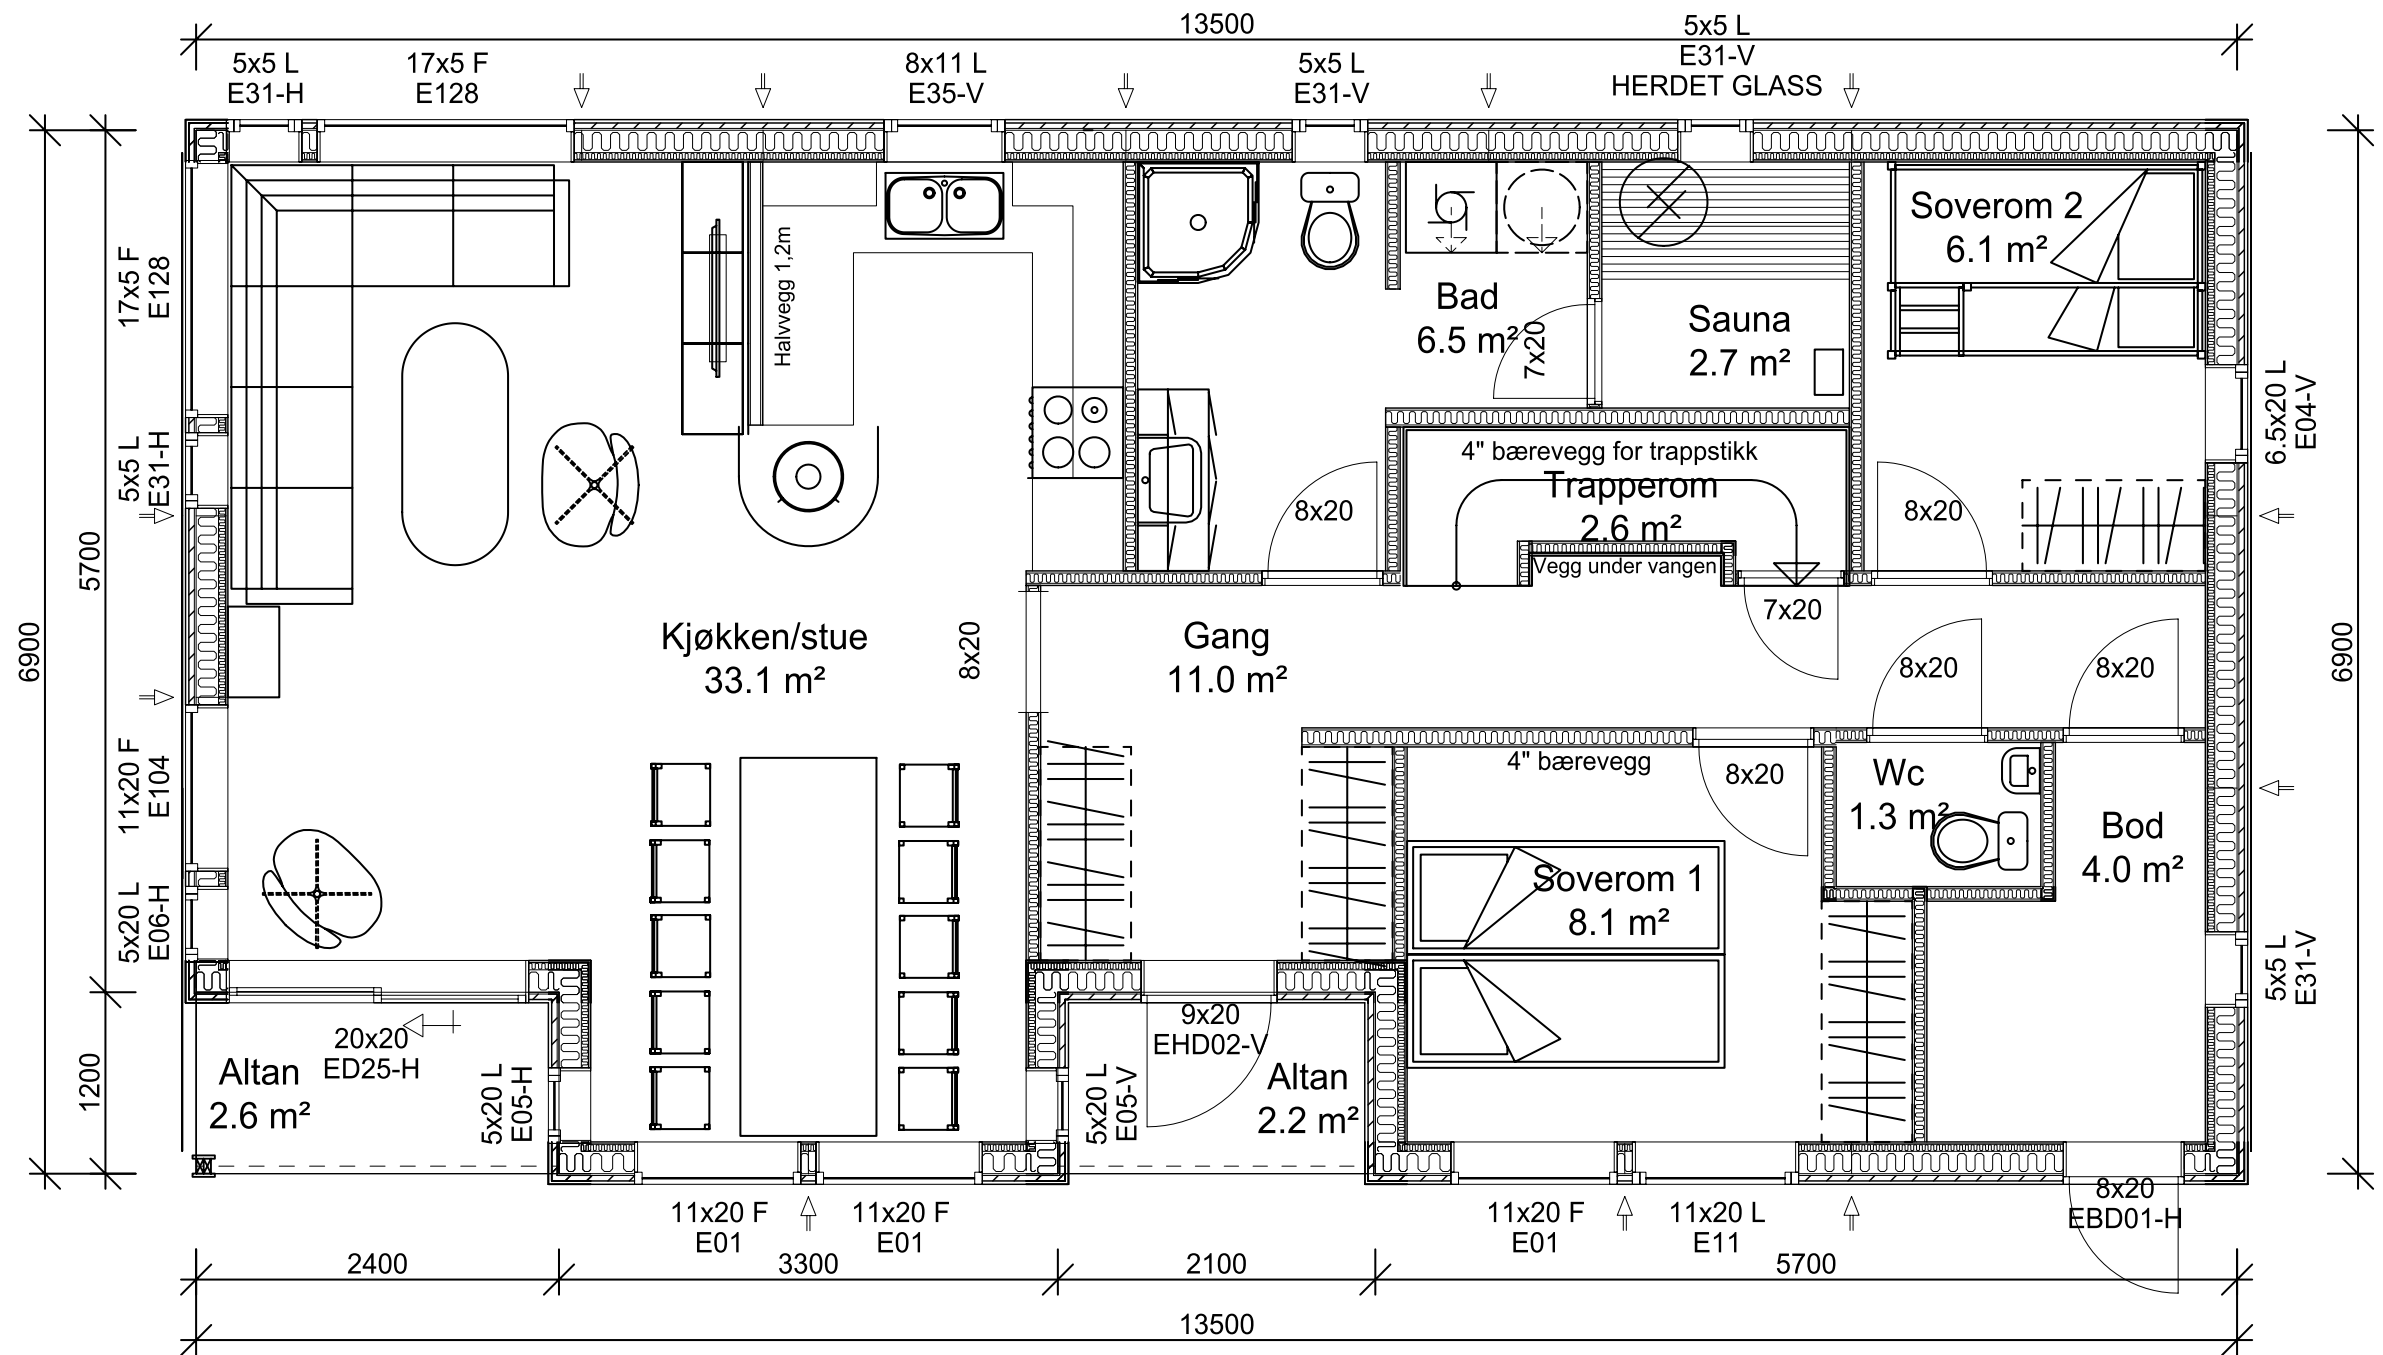 13500
5x5 L
E31-H
17x5 F
E128
8x11 L
E35-V
5x5 L
E31-V
5x5 L
E31-V
HERDET GLASS
6900
5700
1200
17x5 F
E128
5x5 L
E31-H
11x20 F
E104
5x20 L
E06-H
Halvvegg 1,2m
Bad
6.5 m²
7x20
Sauna
2.7 m²
Soverom 2
6.1 m²
6.5x20 L
E04-V
8x20
4" bærevegg for trappstikk
Trapperom
2.6 m²
Vegg under vangen
8x20
7x20
Kjøkken/stue
33.1 m²
8x20
Gang
11.0 m²
8x20
8x20
6900
4" bærevegg
8x20
Wc
1.3 m²
Bod
4.0 m²
Soverom 1
8.1 m²
5x5 L
E31-V
20x20
ED25-H
Altan
2.6 m²
5x20 L
E05-H
9x20
EHD02-V
5x20 L
E05-V
Altan
2.2 m²
11x20 F
E01
11x20 F
E01
11x20 F
E01
11x20 L
E11
8x20
EBD01-H
2400
3300
2100
5700
13500